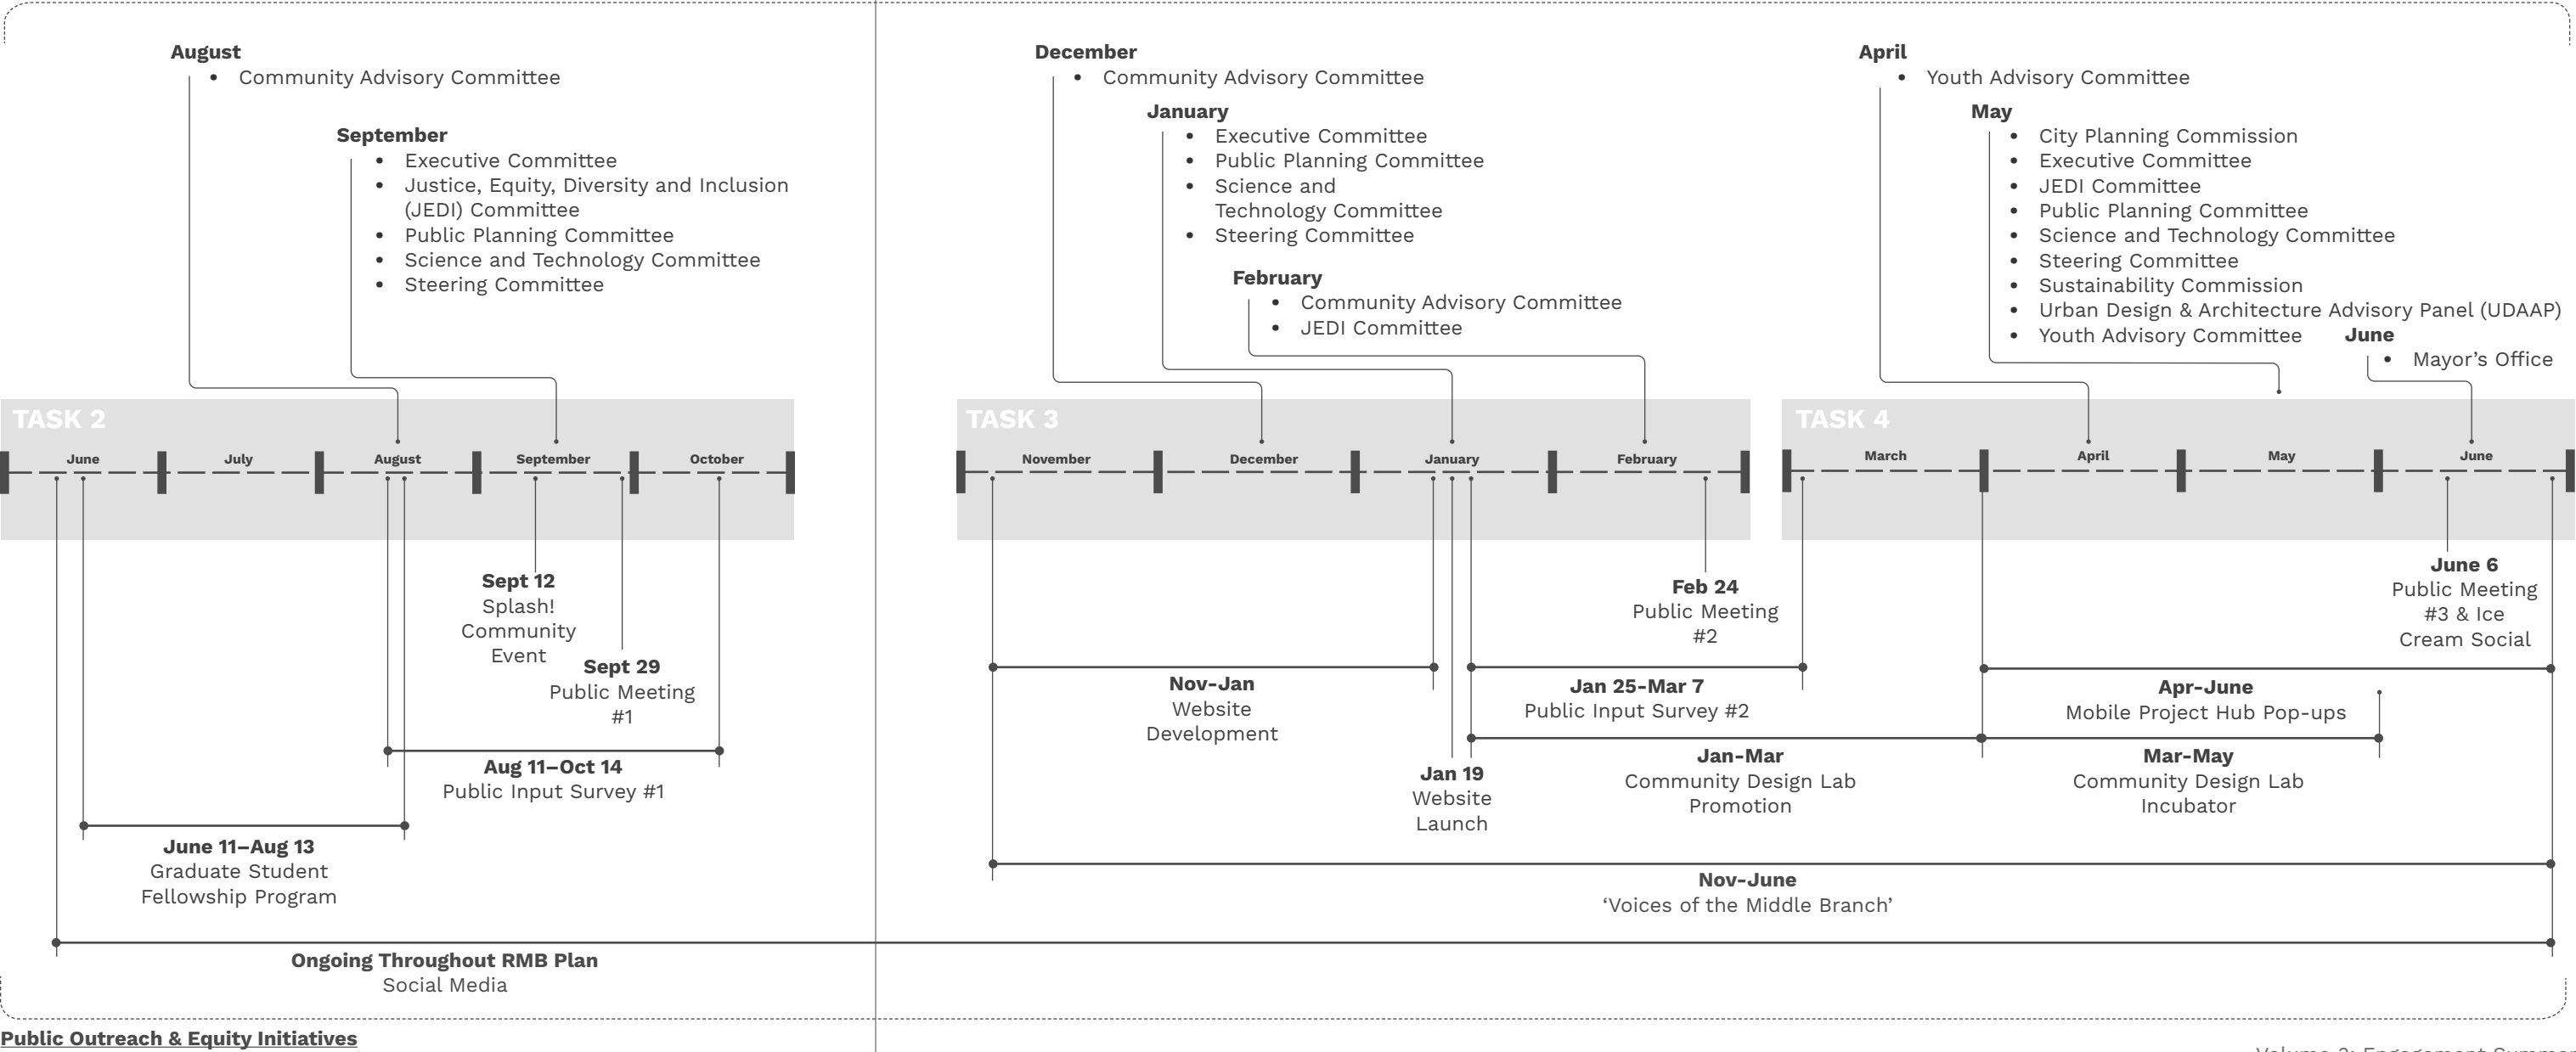 August
• Community Advisory Committee
September
• Executive Committee
• Justice, Equity, Diversity and Inclusion
(JEDI) Committee
• Public Planning Committee
• Science and Technology Committee
• Steering Committee
December
• Community Advisory Committee
January
• Executive Committee
• Public Planning Committee
• Science and
Technology Committee
• Steering Committee
February
• Community Advisory Committee
• JEDI Committee
April
• Youth Advisory Committee
May
• City Planning Commission
• Executive Committee
• JEDI Committee
• Public Planning Committee
• Science and Technology Committee
• Steering Committee
• Sustainability Commission
• Urban Design & Architecture Advisory Panel (UDAAP)
• Youth Advisory Committee
June
• Mayor’s Office
TASK 2
June
July
August
September
October
TASK 3
November
December
January
February
TASK 4
March
April
May
June
Sept 12
Splash!
Community
Event
Sept 29
Public Meeting
#1
Aug 11–Oct 14
Public Input Survey #1
June 11–Aug 13
Graduate Student
Fellowship Program
Feb 24
Public Meeting
#2
Nov-Jan
Website
Development
Jan 25-Mar 7
Public Input Survey #2
Jan 19
Website
Launch
Jan-Mar
Community Design Lab
Promotion
June 6
Public Meeting
#3 & Ice
Cream Social
Apr-June
Mobile Project Hub Pop-ups
Mar-May
Community Design Lab
Incubator
Nov-June
‘Voices of the Middle Branch’
Ongoing Throughout RMB Plan
Social Media
Public Outreach & Equity Initiatives